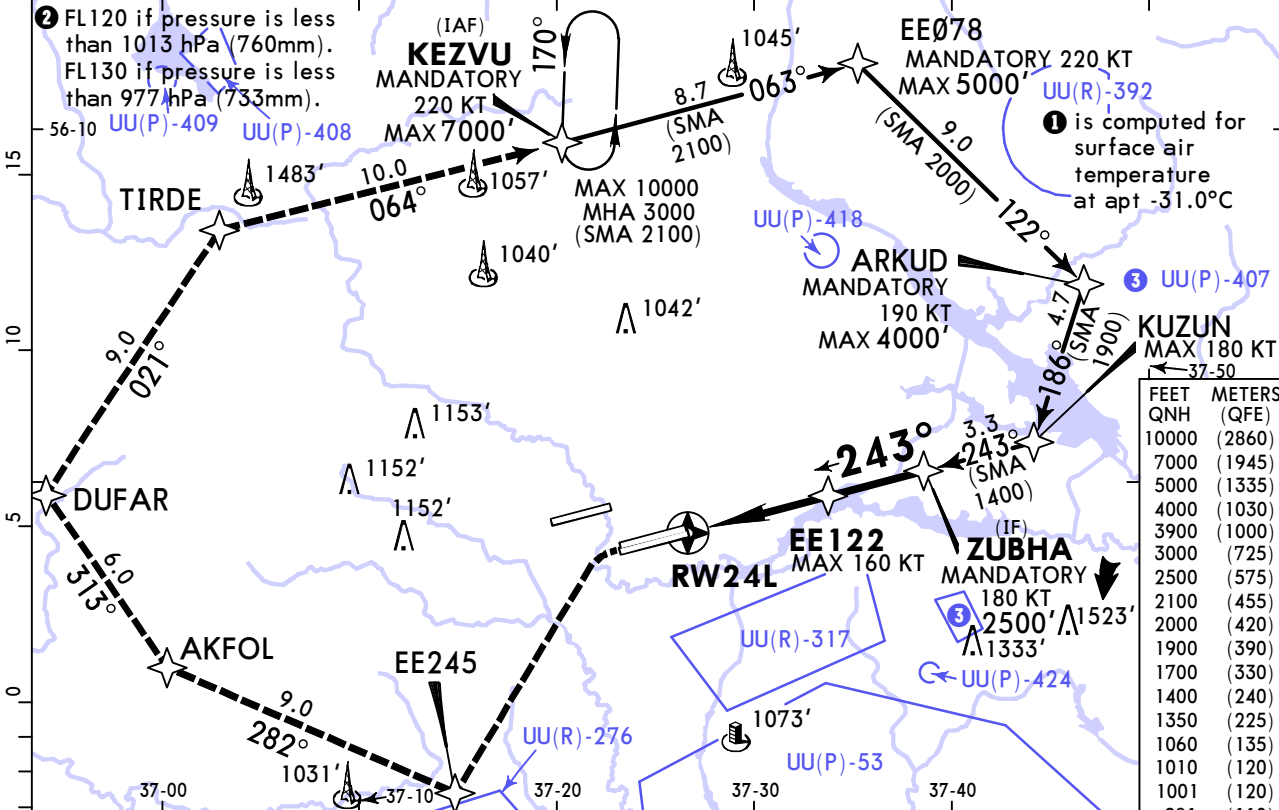 ❷ FL120 if pressure is less
than 1013 hPa (760mm).
FL130 if pressure is less
than 977 hPa (733mm).
UU(P)-409
UU(P)-408
56-10
(IAF)
KEZVU
MANDATORY
220 KT
MAX 7000'
170°
1045'
EEØ78
MANDATORY 220 KT
MAX 5000'
UU(R)-392
❶ is computed for
surface air
temperature
at apt -31.0°C
8.7
063°
(SMA
2100)
9.0
(SMA 2000)
122°
15
TIRDE
1483'
10.0
064°
1057'
MAX 10000
MHA 3000
(SMA 2100)
1040'
UU(P)-418
ARKUD
MANDATORY
190 KT
MAX 4000'
❸ UU(P)-407
1042'
4.7
186°
(SMA
1900)
KUZUN
MAX 180 KT
37-50
10
9.0
021°
1153'
1152'
1152'
DUFAR
243°
3.3
243°
(SMA
1400)
5
EE122
MAX 160 KT
RW24L
(IF)
ZUBHA
MANDATORY
180 KT
2500'
❸
1333'
1523'
6.0
313°
AKFOL
EE245
UU(R)-317
UU(P)-424
0
9.0
282°
1073'
UU(R)-276
UU(P)-53
1031'
37-00
37-10
37-20
37-30
37-40
FEET METERS
QNH (QFE)
10000 (2860)
7000 (1945)
5000 (1335)
4000 (1030)
3900 (1000)
3000 (725)
2500 (575)
2100 (455)
2000 (420)
1900 (390)
1700 (330)
1400 (240)
1350 (225)
1060 (135)
1010 (120)
1001 (120)